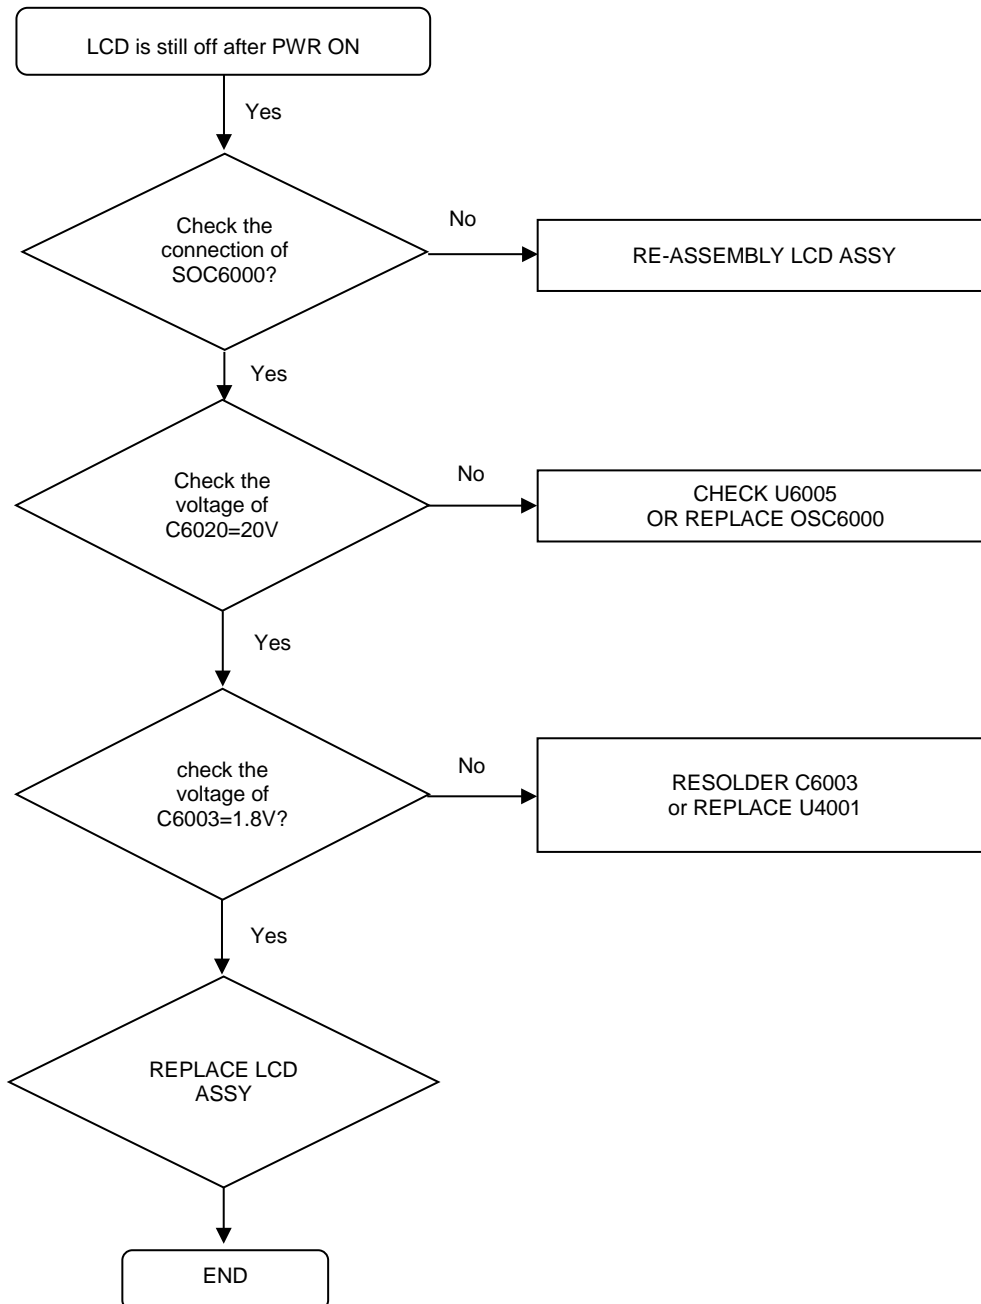 LCD is still off after PWR ON
Yes
Check the
connection of
SOC6000?
No
RE-ASSEMBLY LCD ASSY
Yes
Check the
voltage of
C6020=20V
No
CHECK U6005
OR REPLACE OSC6000
Yes
check the
voltage of
C6003=1.8V?
No
RESOLDER C6003
or REPLACE U4001
Yes
REPLACE LCD
ASSY
END